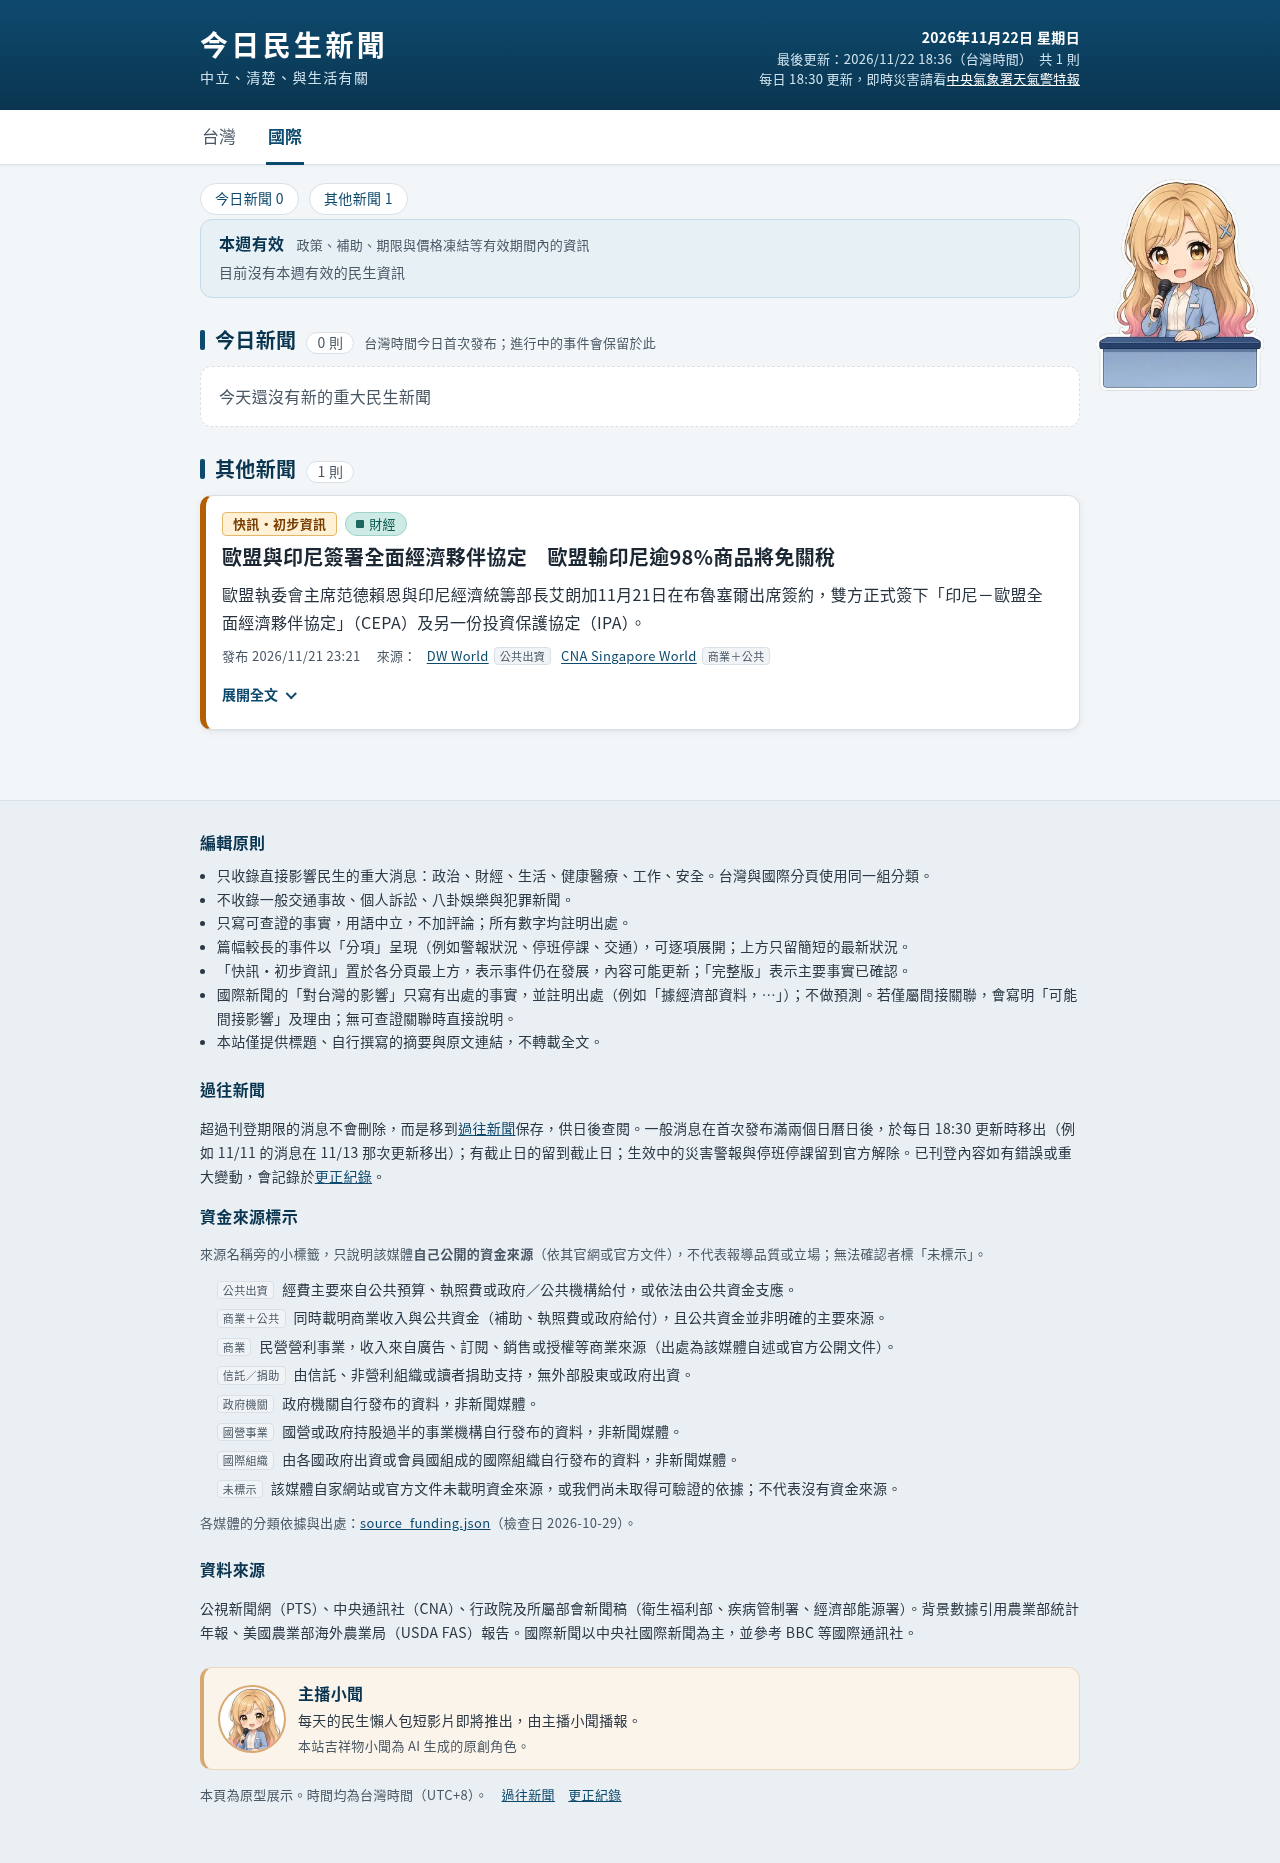 今日民生新聞
中立、清楚、與生活有關
2026年11月22日 星期日
最後更新：2026/11/22 18:36（台灣時間） 共 1 則
每日 18:30 更新，即時災害請看中央氣象署天氣警特報
台灣 國際
今日新聞 0 其他新聞 1
本週有效 政策、補助、期限與價格凍結等有效期間內的資訊
目前沒有本週有效的民生資訊
今日新聞 0 則 台灣時間今日首次發布；進行中的事件會保留於此
今天還沒有新的重大民生新聞
其他新聞 1 則
快訊・初步資訊 財經
歐盟與印尼簽署全面經濟夥伴協定　歐盟輸印尼逾98%商品將免關稅
歐盟執委會主席范德賴恩與印尼經濟統籌部長艾朗加11月21日在布魯塞爾出席簽約，雙方正式簽下「印尼－歐盟全
面經濟夥伴協定」（CEPA）及另一份投資保護協定（IPA）。
發布 2026/11/21 23:21 來源： DW World 公共出資 CNA Singapore World 商業＋公共
展開全文
編輯原則
• 只收錄直接影響民生的重大消息：政治、財經、生活、健康醫療、工作、安全。台灣與國際分頁使用同一組分類。
• 不收錄一般交通事故、個人訴訟、八卦娛樂與犯罪新聞。
• 只寫可查證的事實，用語中立，不加評論；所有數字均註明出處。
• 篇幅較長的事件以「分項」呈現（例如警報狀況、停班停課、交通），可逐項展開；上方只留簡短的最新狀況。
• 「快訊・初步資訊」置於各分頁最上方，表示事件仍在發展，內容可能更新；「完整版」表示主要事實已確認。
• 國際新聞的「對台灣的影響」只寫有出處的事實，並註明出處（例如「據經濟部資料，…」）；不做預測。若僅屬間接關聯，會寫明「可能
間接影響」及理由；無可查證關聯時直接說明。
• 本站僅提供標題、自行撰寫的摘要與原文連結，不轉載全文。
過往新聞
超過刊登期限的消息不會刪除，而是移到過往新聞保存，供日後查閱。一般消息在首次發布滿兩個日曆日後，於每日 18:30 更新時移出（例
如 11/11 的消息在 11/13 那次更新移出）；有截止日的留到截止日；生效中的災害警報與停班停課留到官方解除。已刊登內容如有錯誤或重
大變動，會記錄於更正紀錄。
資金來源標示
來源名稱旁的小標籤，只說明該媒體自己公開的資金來源（依其官網或官方文件），不代表報導品質或立場；無法確認者標「未標示」。
公共出資 經費主要來自公共預算、執照費或政府／公共機構給付，或依法由公共資金支應。
商業＋公共 同時載明商業收入與公共資金（補助、執照費或政府給付），且公共資金並非明確的主要來源。
商業 民營營利事業，收入來自廣告、訂閱、銷售或授權等商業來源（出處為該媒體自述或官方公開文件）。
信託／捐助 由信託、非營利組織或讀者捐助支持，無外部股東或政府出資。
政府機關 政府機關自行發布的資料，非新聞媒體。
國營事業 國營或政府持股過半的事業機構自行發布的資料，非新聞媒體。
國際組織 由各國政府出資或會員國組成的國際組織自行發布的資料，非新聞媒體。
未標示 該媒體自家網站或官方文件未載明資金來源，或我們尚未取得可驗證的依據；不代表沒有資金來源。
各媒體的分類依據與出處：source_funding.json（檢查日 2026-10-29）。
資料來源
公視新聞網（PTS）、中央通訊社（CNA）、行政院及所屬部會新聞稿（衛生福利部、疾病管制署、經濟部能源署）。背景數據引用農業部統計
年報、美國農業部海外農業局（USDA FAS）報告。國際新聞以中央社國際新聞為主，並參考 BBC 等國際通訊社。
主播小聞
每天的民生懶人包短影片即將推出，由主播小聞播報。
本站吉祥物小聞為 AI 生成的原創角色。
本頁為原型展示。時間均為台灣時間（UTC+8）。 過往新聞 更正紀錄